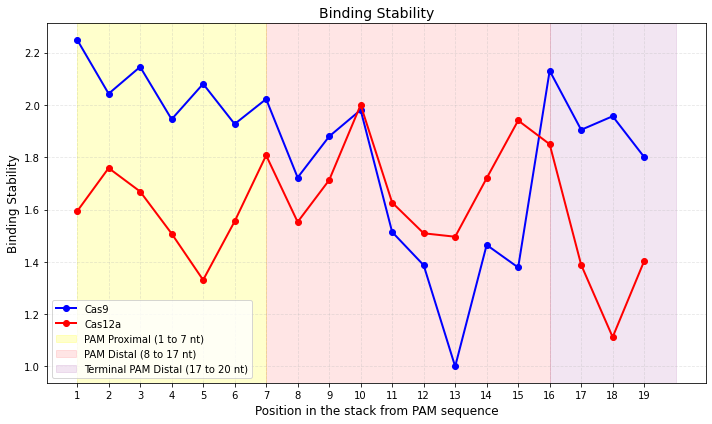 Binding Stability
Binding Stability
2.2
2.0
1.8
1.6
1.4
1.2
1.0
Cas9
Cas12a
PAM Proximal (1 to 7 nt)
PAM Distal (8 to 17 nt)
Terminal PAM Distal (17 to 20 nt)
1 2 3 4 5 6 7 8 9 10 11 12 13 14 15 16 17 18 19
Position in the stack from PAM sequence